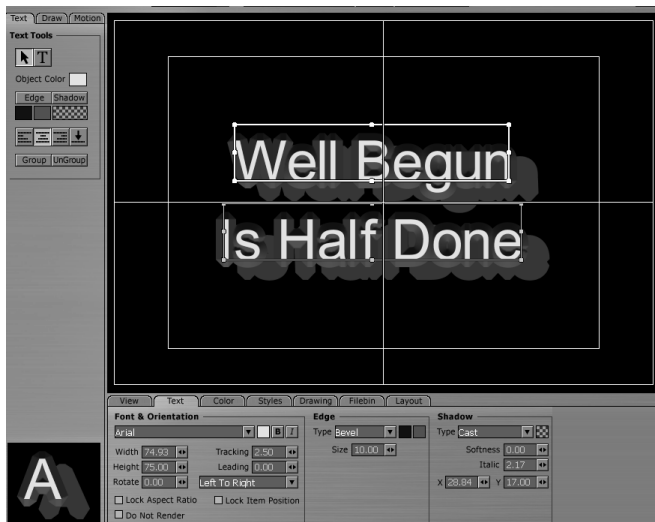 Text Draw Motion
Text Tools
T
Object Color
Edge Shadow
Group UnGroup
Well Begun
Is Half Done
A
View Text Color Styles Drawing Filebin Layout
Font & Orientation Edge Shadow
Arial B I Type Bevel Type Cast
Width 74.93 Tracking 2.50 Size 10.00 Softness 0.00
Height 75.00 Leading 0.00 Italic 2.17
Rotate 0.00 Left To Right X 28.84 Y 17.00
Lock Aspect Ratio Lock Item Position
Do Not Render